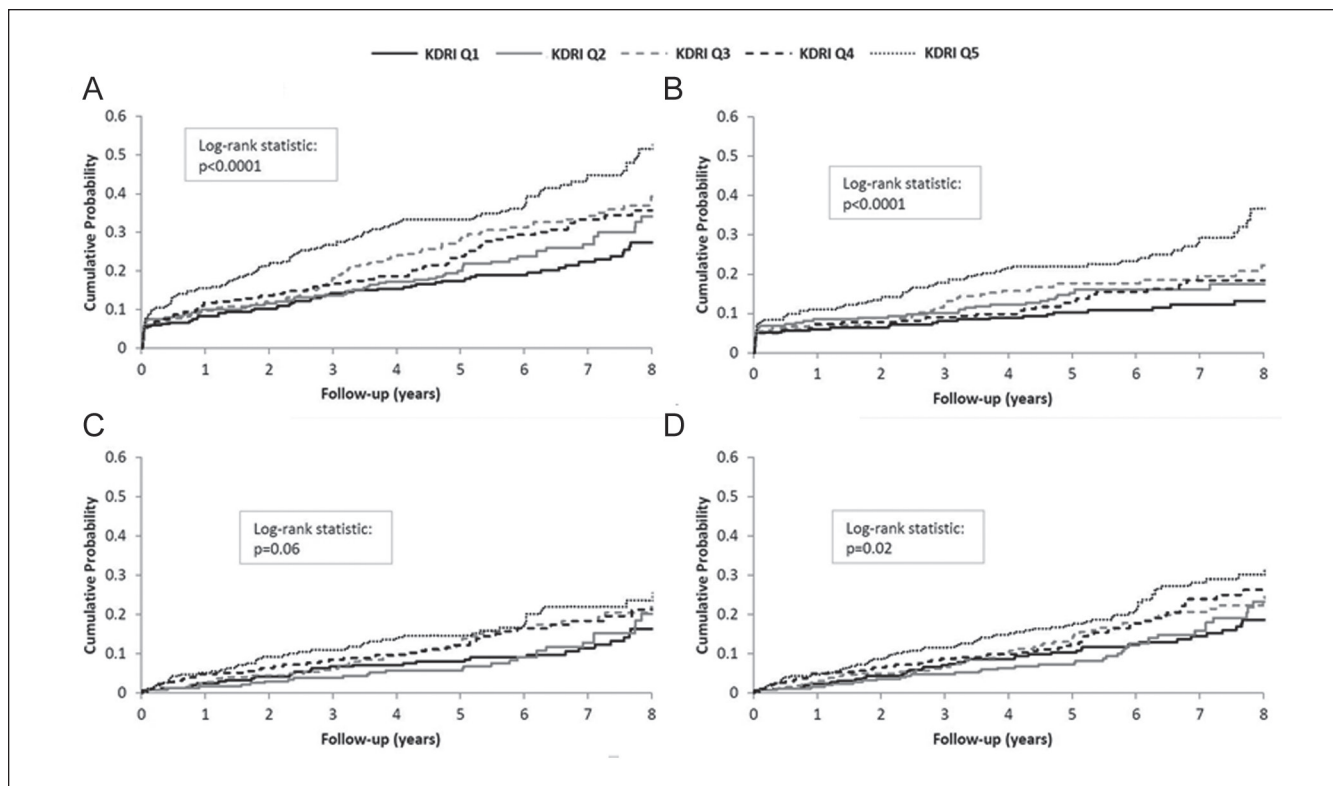 KDRI Q1 KDRI Q2 KDRI Q3 KDRI Q4 KDRI Q5
A
0.6
0.5
0.4
0.3
0.2
0.1
0
Cumulative Probability
Log-rank statistic:
p<0.0001
0 1 2 3 4 5 6 7 8
Follow-up (years)
B
0.6
0.5
0.4
0.3
0.2
0.1
0
Cumulative Probability
Log-rank statistic:
p<0.0001
0 1 2 3 4 5 6 7 8
Follow-up (years)
C
0.6
0.5
0.4
0.3
0.2
0.1
0
Cumulative Probability
Log-rank statistic:
p=0.06
0 1 2 3 4 5 6 7 8
Follow-up (years)
D
0.6
0.5
0.4
0.3
0.2
0.1
0
Cumulative Probability
Log-rank statistic:
p=0.02
0 1 2 3 4 5 6 7 8
Follow-up (years)